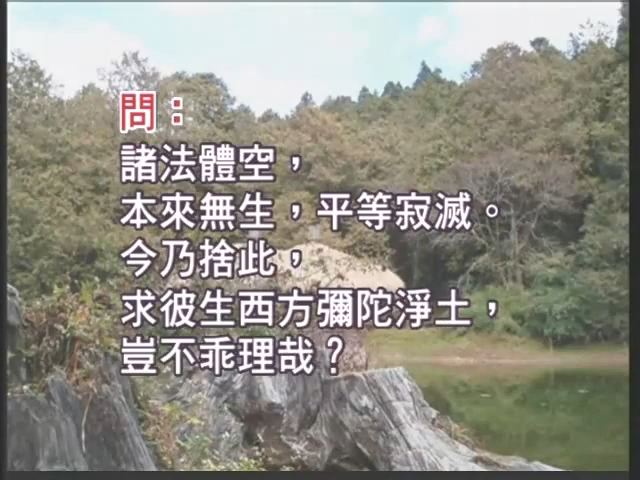 問：
諸法體空，
本來無生，平等寂滅。
今乃捨此，
求彼生西方彌陀淨土，
豈不乖理哉？